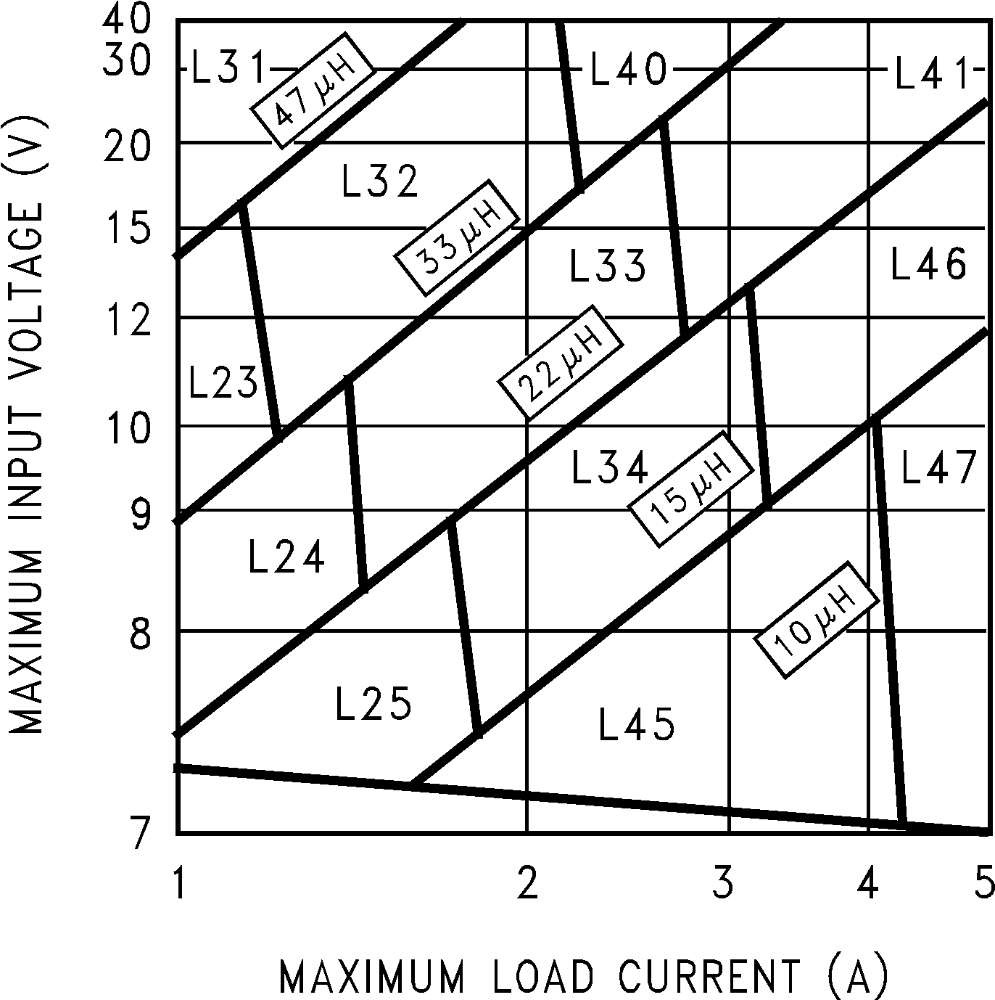 40
30
20
15
12
10
9
8
7
MAXIMUM INPUT VOLTAGE (V)
L31
47 μH
L40
L41
L32
33 μH
L33
L46
22 μH
L23
L34
15 μH
L47
L24
10 μH
L25
L45
1 2 3 4 5
MAXIMUM LOAD CURRENT (A)